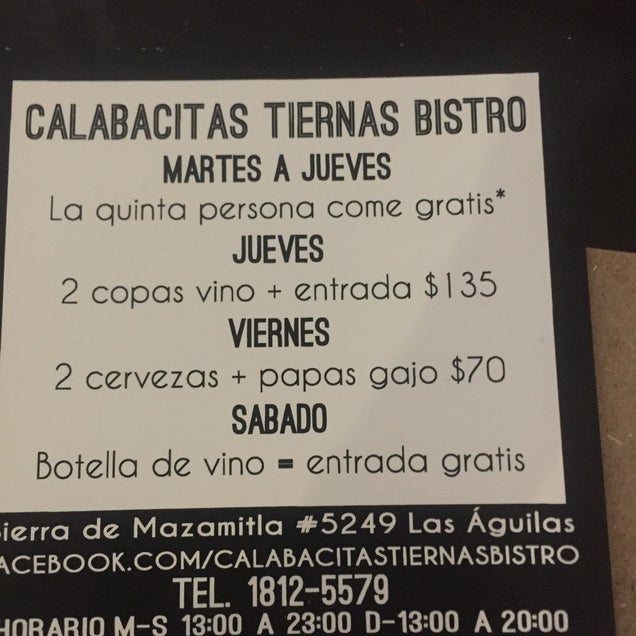 CALABACITAS TIERNAS BISTRO
MARTES A JUEVES
La quinta persona come gratis*
JUEVES
2 copas vino + entrada $135
VIERNES
2 cervezas + papas gajo $70
SABADO
Botella de vino = entrada gratis
ierra de Mazamitla #5249 Las Águilas
ACEBOOK.COM/CALABACITASTIERNASBISTRO
TEL. 1812-5579
HORARIO M-S 13:00 A 23:00 D-13:00 A 20:00